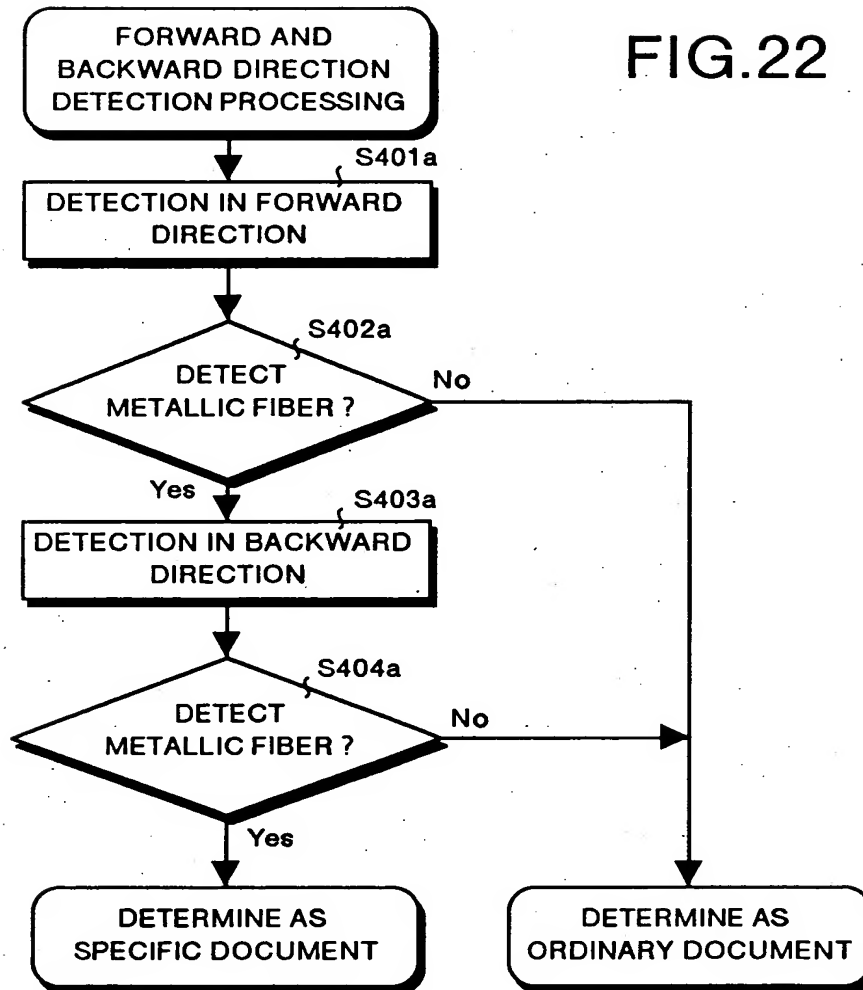 FIG.22
FORWARD AND
BACKWARD DIRECTION
DETECTION PROCESSING
S401a
DETECTION IN FORWARD
DIRECTION
S402a
DETECT
METALLIC FIBER ?
No
Yes
S403a
DETECTION IN BACKWARD
DIRECTION
S404a
DETECT
METALLIC FIBER ?
No
Yes
DETERMINE AS
SPECIFIC DOCUMENT
DETERMINE AS
ORDINARY DOCUMENT